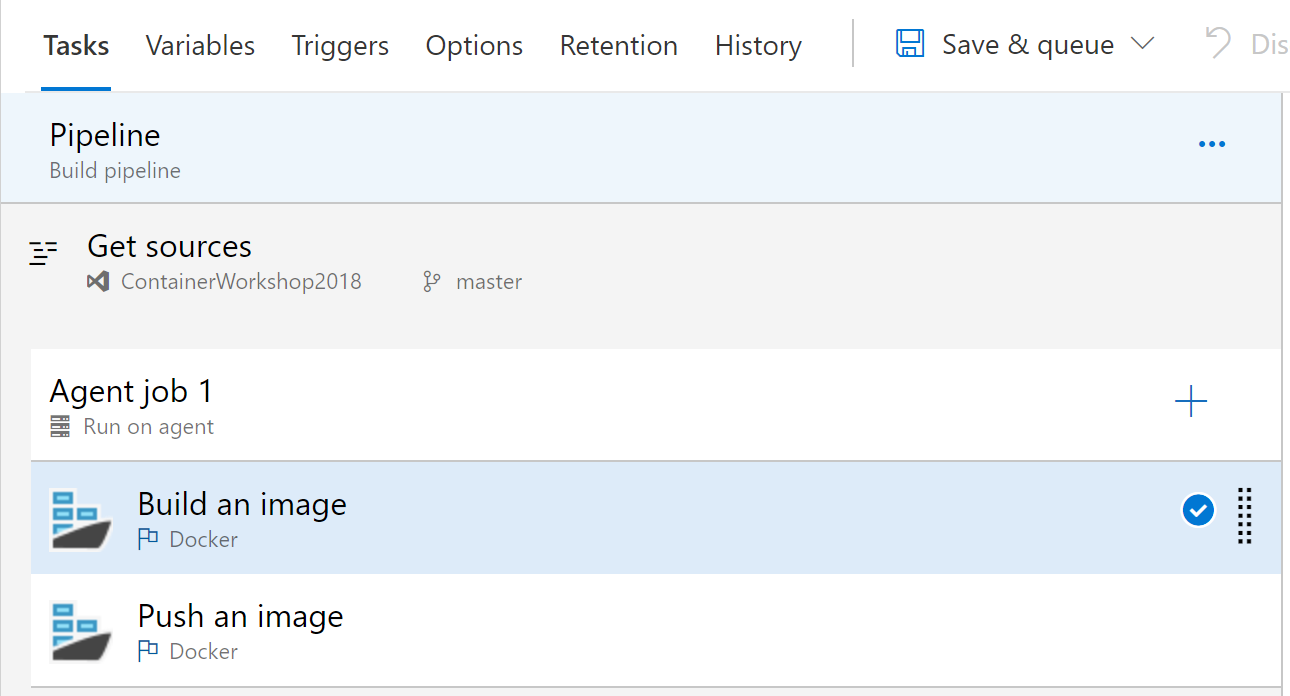 Tasks Variables Triggers Options Retention History Save & queue Dis
Pipeline
Build pipeline
Get sources
ContainerWorkshop2018 master
Agent job 1
Run on agent
Build an image
Docker
Push an image
Docker